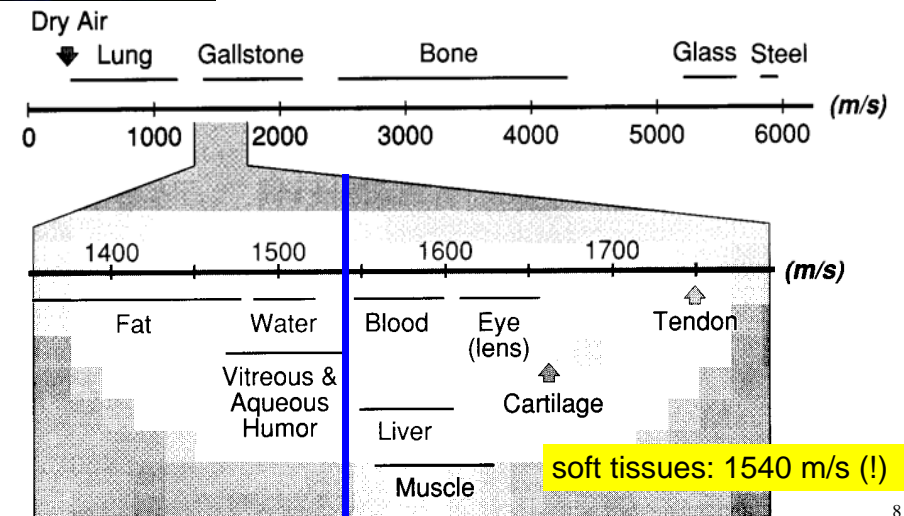 Dry Air
Lung Gallstone Bone Glass Steel
(m/s)
0 1000 2000 3000 4000 5000 6000
1400 1500 1600 1700
(m/s)
Fat Water Blood Eye Tendon
(lens)
Vitreous &
Aqueous Cartilage
Humor Liver
soft tissues: 1540 m/s (!)
Muscle
8